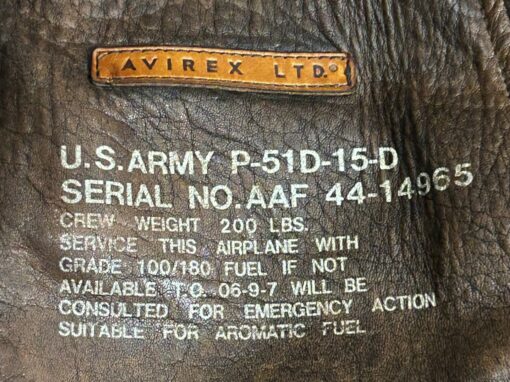 AVIREX LTD.®
U.S. ARMY P-51D-15-D
SERIAL NO. AAF 44-14965
CREW WEIGHT 200 LBS.
SERVICE THIS AIRPLANE WITH
GRADE 100/180 FUEL IF NOT
AVAILABLE T.O. 06-9-7 WILL BE
CONSULTED FOR EMERGENCY ACTION
SUITABLE FOR AROMATIC FUEL